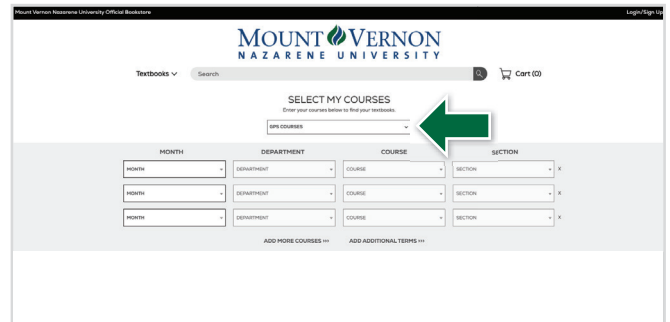 Mount Vernon Nazarene University Official Bookstore
Login/Sign Up
MOUNT VERNON
NAZARENE UNIVERSITY
Textbooks
Search
Cart (0)
SELECT MY COURSES
Enter your courses below to find your textbooks.
GPS COURSES
MONTH DEPARTMENT COURSE SECTION
MONTH DEPARTMENT COURSE SECTION X
MONTH DEPARTMENT COURSE SECTION X
MONTH DEPARTMENT COURSE SECTION X
ADD MORE COURSES >>> ADD ADDITIONAL TERMS >>>